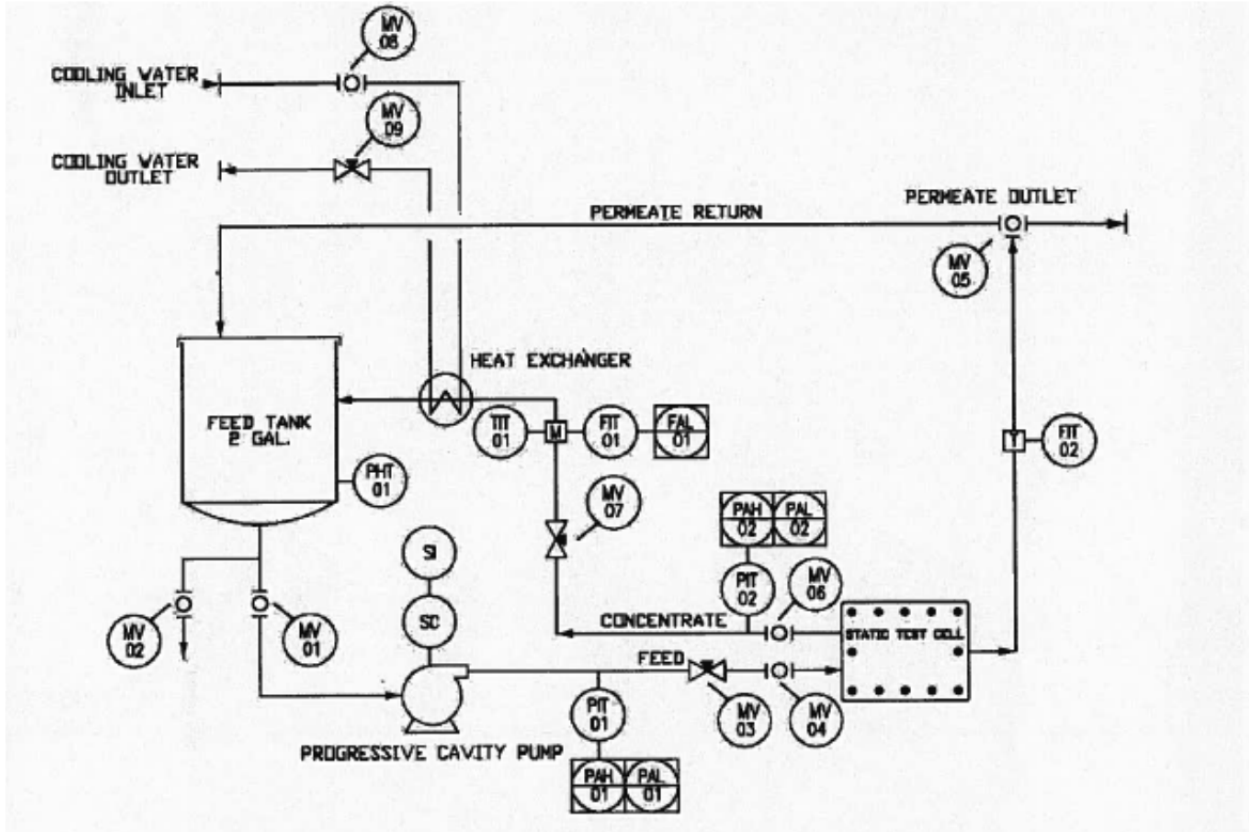 MV
08
COOLING WATER
INLET
MV
09
COOLING WATER
OUTLET
PERMEATE OUTLET
PERMEATE RETURN
MV
05
HEAT EXCHANGER
FEED TANK
2 GAL.
TIT
01
M
FIT
01
FAL
01
Y
FIT
02
PHT
01
MV
07
PAH
02
PAL
02
SI
PIT
02
MV
06
SC
CONCENTRATE
STATIC TEST CELL
MV
02
MV
01
FEED
PIT
01
MV
03
MV
04
PROGRESSIVE CAVITY PUMP
PAH
01
PAL
01